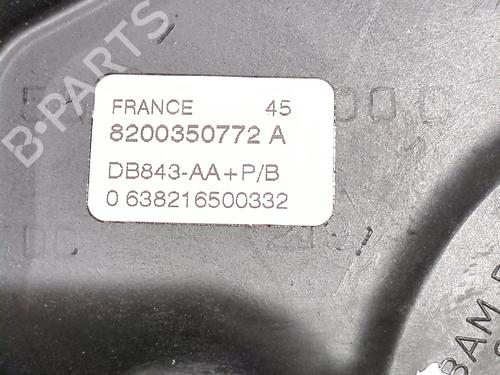 B-PARTS
FRANCE 45
8200350772 A
DB843-AA+P/B
0 638216500332